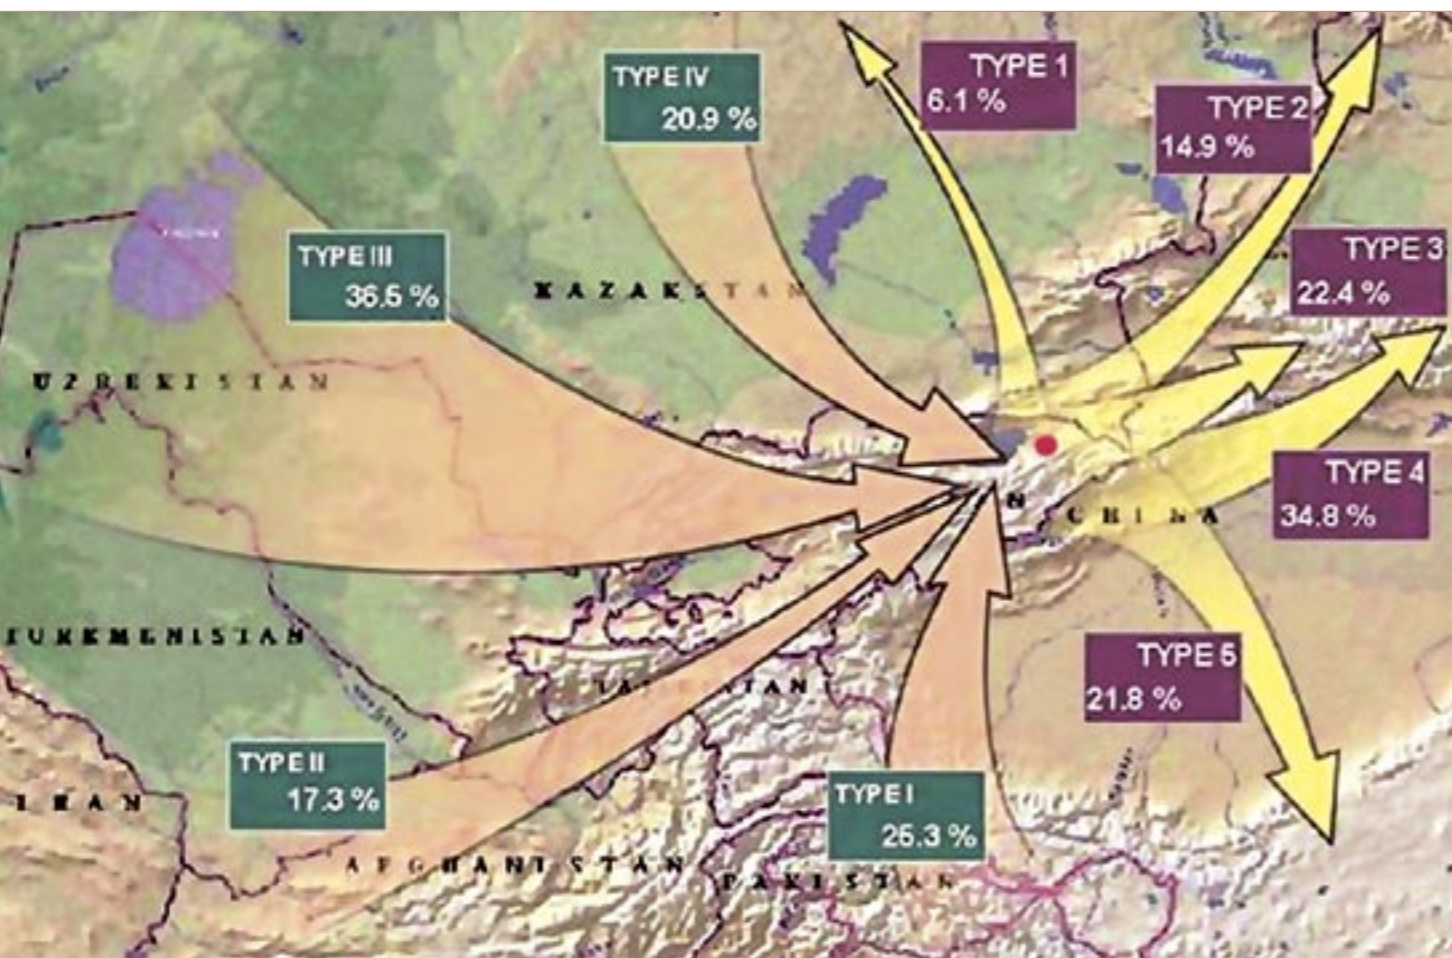 TYPE IV
20.9 %
TYPE 1
6.1 %
TYPE 2
14.9 %
TYPE III
36.5 %
TYPE 3
22.4 %
KAZAKSTAN
UZBEKISTAN
TYPE 4
34.8 %
CHINA
N
TURKMENISTAN
TYPE 5
21.8 %
TYPE II
17.3 %
TYPE I
25.3 %
IRAN
AFGHANISTAN
PAKISTAN